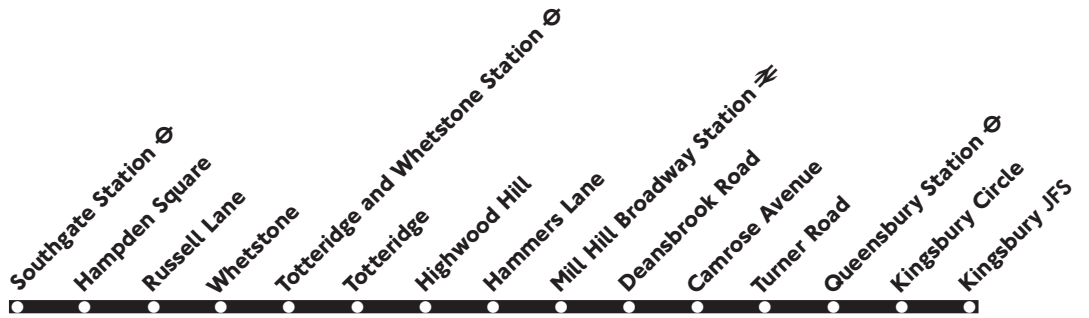 Southgate Station
Hampden Square
Russell Lane
Whetstone
Totteridge and Whetstone Station
Totteridge
Highwood Hill
Hammers Lane
Mill Hill Broadway Station
Deansbrook Road
Camrose Avenue
Turner Road
Queensbury Station
Kingsbury Circle
Kingsbury JFS